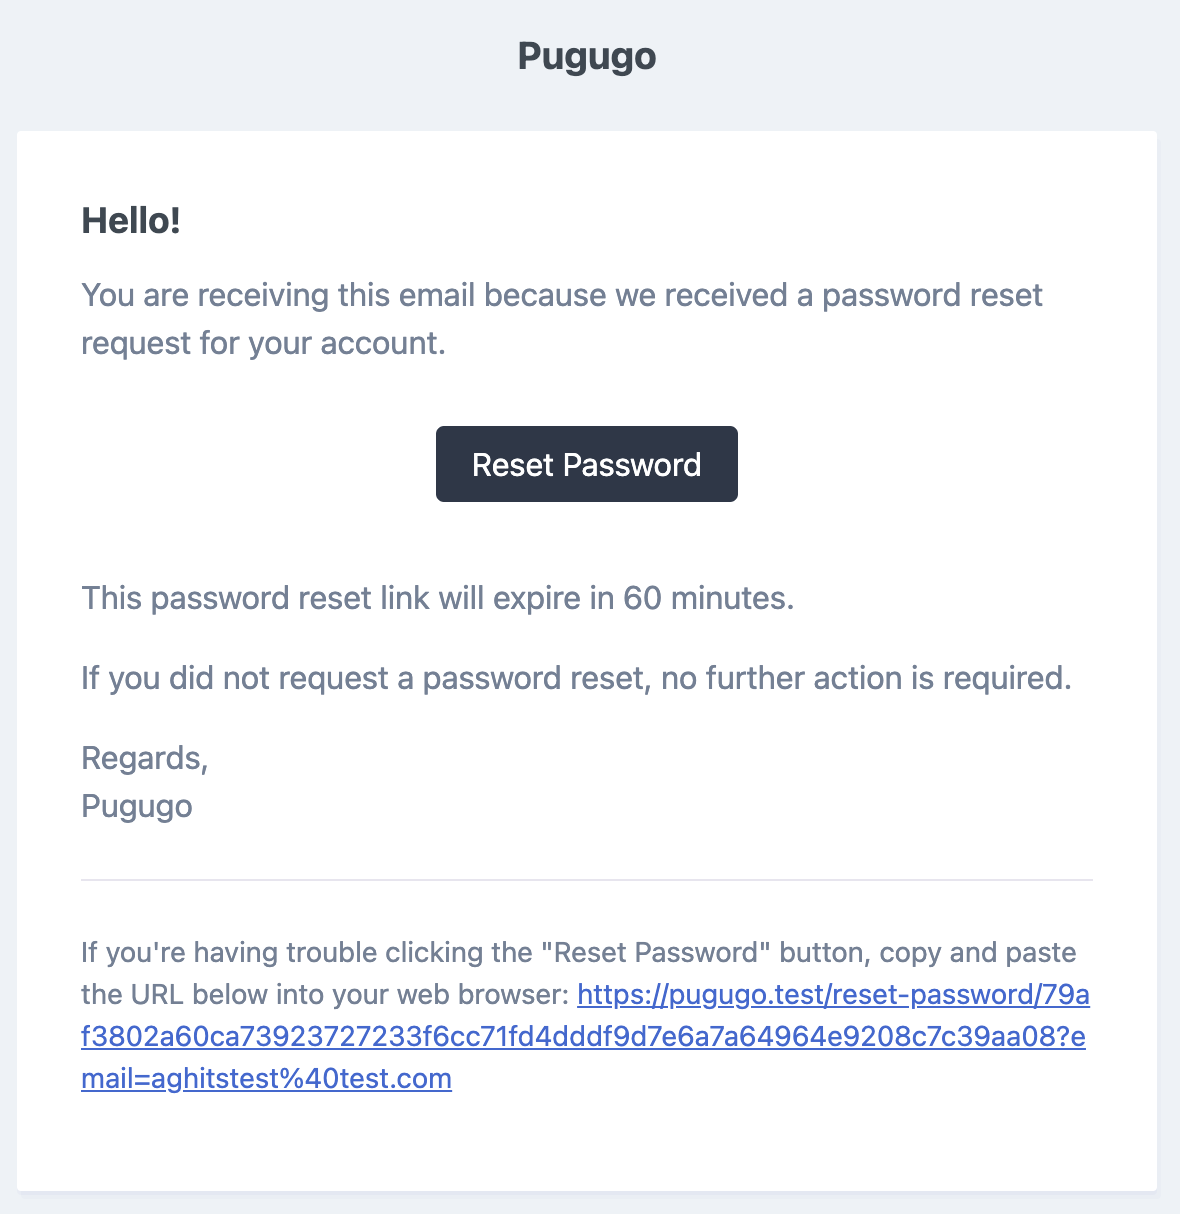 Pugugo
Hello!
You are receiving this email because we received a password reset
request for your account.
Reset Password
This password reset link will expire in 60 minutes.
If you did not request a password reset, no further action is required.
Regards,
Pugugo
If you're having trouble clicking the "Reset Password" button, copy and paste
the URL below into your web browser: https://pugugo.test/reset-password/79a
f3802a60ca73923727233f6cc71fd4dddf9d7e6a7a64964e9208c7c39aa08?e
mail=aghitstest%40test.com